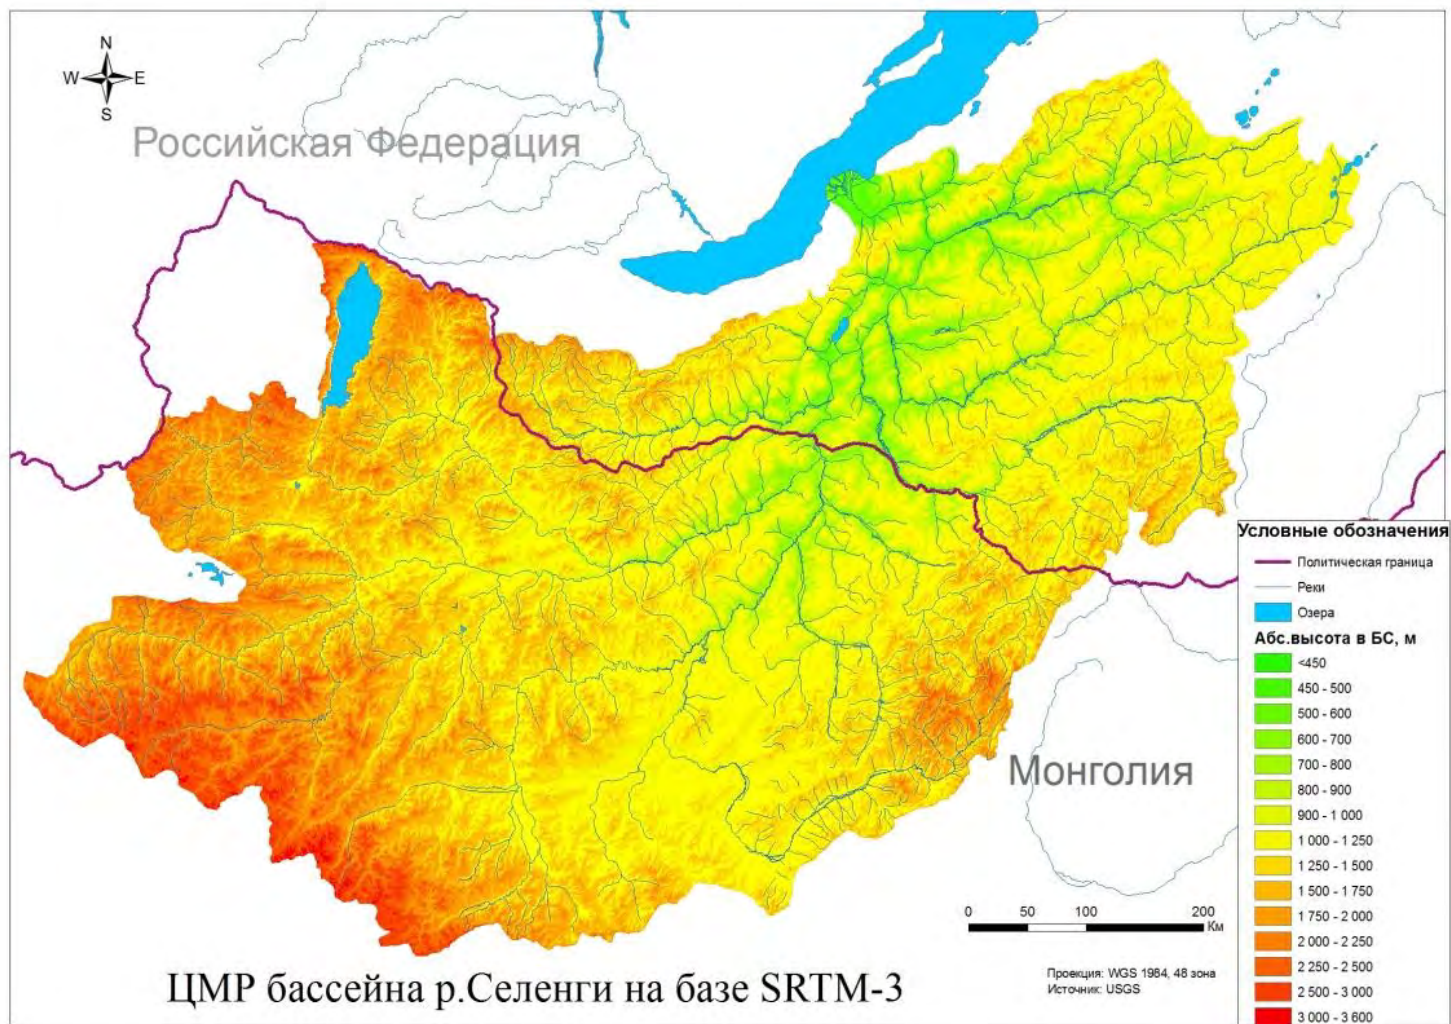 N
W E
S
Российская Федерация
Монголия
Условные обозначения
Политическая граница
Реки
Озера
Абс.высота в БС, м
<450
450 - 500
500 - 600
600 - 700
700 - 800
800 - 900
900 - 1 000
1 000 - 1 250
1 250 - 1 500
1 500 - 1 750
1 750 - 2 000
2 000 - 2 250
2 250 - 2 500
2 500 - 3 000
3 000 - 3 600
0 50 100 200
Км
Проекция: WGS 1984, 48 зона
Источник: USGS
ЦМР бассейна р.Селенги на базе SRTM-3